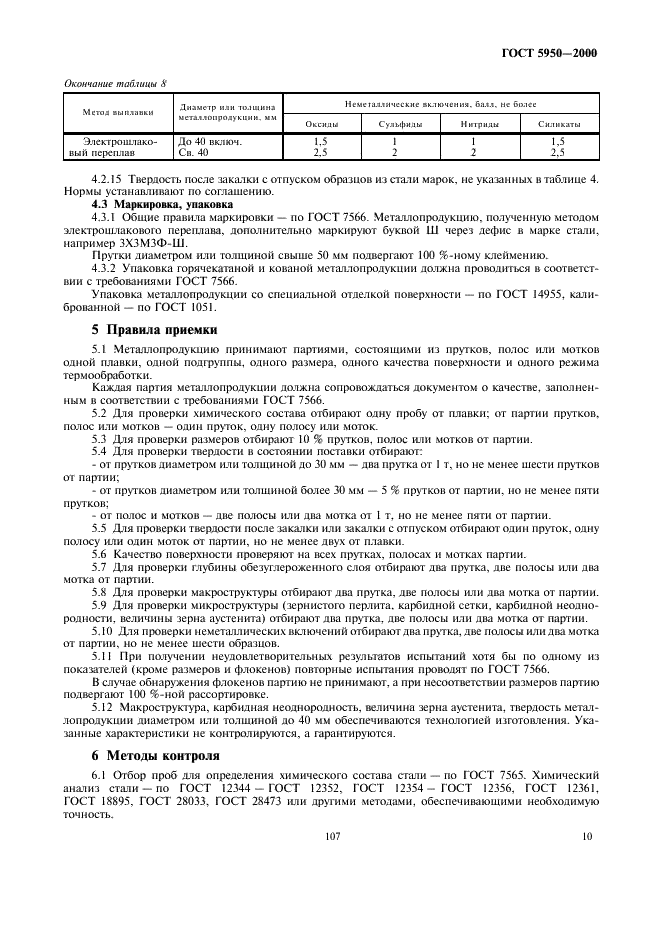 ГОСТ 5950—2000
Окончание таблицы 8
Метод выплавки
Диаметр или толщина металлопродукции, мм
Неметаллические включения, балл, не более
Оксиды
Сульфиды
Нитриды
Силикаты
Электрошлако-
вый переплав
До 40 включ.
1,5
1
1
1,5
Св. 40
2,5
2
2
2,5
4.2.15 Твердость после закалки с отпуском образцов из стали марок, не указанных в таблице 4.
Нормы устанавливают по соглашению.
4.3 Маркировка, упаковка
4.3.1 Общие правила маркировки — по ГОСТ 7566. Металлопродукцию, полученную методом
электрошлакового переплава, дополнительно маркируют буквой Ш через дефис в марке стали,
например 3Х3М3Ф-Ш.
Прутки диаметром или толщиной свыше 50 мм подвергают 100 %-ному клеймению.
4.3.2 Упаковка горячекатаной и кованой металлопродукции должна проводиться в соответст-
вии с требованиями ГОСТ 7566.
Упаковка металлопродукции со специальной отделкой поверхности — по ГОСТ 14955, кали-
брованной — по ГОСТ 1051.
5 Правила приемки
5.1 Металлопродукцию принимают партиями, состоящими из прутков, полос или мотков
одной плавки, одной подгруппы, одного размера, одного качества поверхности и одного режима
термообработки.
Каждая партия металлопродукции должна сопровождаться документом о качестве, заполнен-
ным в соответствии с требованиями ГОСТ 7566.
5.2 Для проверки химического состава отбирают одну пробу от плавки; от партии прутков,
полос или мотков — один пруток, одну полосу или моток.
5.3 Для проверки размеров отбирают 10 % прутков, полос или мотков от партии.
5.4 Для проверки твердости в состоянии поставки отбирают:
- от прутков диаметром или толщиной до 30 мм — два прутка от 1 т, но не менее шести прутков
от партии;
- от прутков диаметром или толщиной более 30 мм — 5 % прутков от партии, но не менее пяти
прутков;
- от полос и мотков — две полосы или два мотка от 1 т, но не менее пяти от партии.
5.5 Для проверки твердости после закалки или закалки с отпуском отбирают один пруток, одну
полосу или один моток от партии, но не менее двух от плавки.
5.6 Качество поверхности проверяют на всех прутках, полосах и мотках партии.
5.7 Для проверки глубины обезуглероженного слоя отбирают два прутка, две полосы или два
мотка от партии.
5.8 Для проверки макроструктуры отбирают два прутка, две полосы или два мотка от партии.
5.9 Для проверки микроструктуры (зернистого перлита, карбидной сетки, карбидной неодно-
родности, величины зерна аустенита) отбирают два прутка, две полосы или два мотка от партии.
5.10 Для проверки неметаллических включений отбирают два прутка, две полосы или два мотка
от партии, но не менее шести образцов.
5.11 При получении неудовлетворительных результатов испытаний хотя бы по одному из
показателей (кроме размеров и флокенов) повторные испытания проводят по ГОСТ 7566.
В случае обнаружения флокенов партию не принимают, а при несоответствии размеров партию
подвергают 100 %-ной рассортировке.
5.12 Макроструктура, карбидная неоднородность, величина зерна аустенита, твердость метал-
лопродукции диаметром или толщиной до 40 мм обеспечиваются технологией изготовления. Ука-
занные характеристики не контролируются, а гарантируются.
6 Методы контроля
6.1 Отбор проб для определения химического состава стали — по ГОСТ 7565. Химический
анализ стали — по ГОСТ 12344 — ГОСТ 12352, ГОСТ 12354 — ГОСТ 12356, ГОСТ 12361,
ГОСТ 18895, ГОСТ 28033, ГОСТ 28473 или другими методами, обеспечивающими необходимую
точность.
107
10